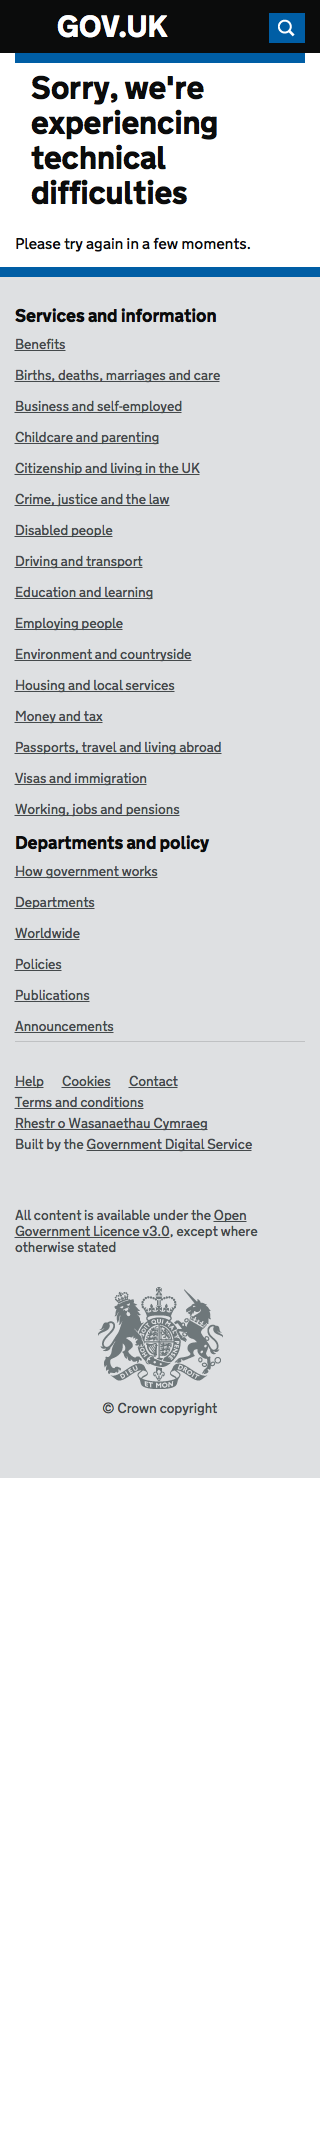 GOV.UK
Sorry, we're
experiencing
technical
difficulties
Please try again in a few moments.
Services and information
Benefits
Births, deaths, marriages and care
Business and self-employed
Childcare and parenting
Citizenship and living in the UK
Crime, justice and the law
Disabled people
Driving and transport
Education and learning
Employing people
Environment and countryside
Housing and local services
Money and tax
Passports, travel and living abroad
Visas and immigration
Working, jobs and pensions
Departments and policy
How government works
Departments
Worldwide
Policies
Publications
Announcements
Help Cookies Contact
Terms and conditions
Rhestr o Wasanaethau Cymraeg
Built by the Government Digital Service
All content is available under the Open
Government Licence v3.0, except where
otherwise stated
DIEU ET MON DROIT
© Crown copyright